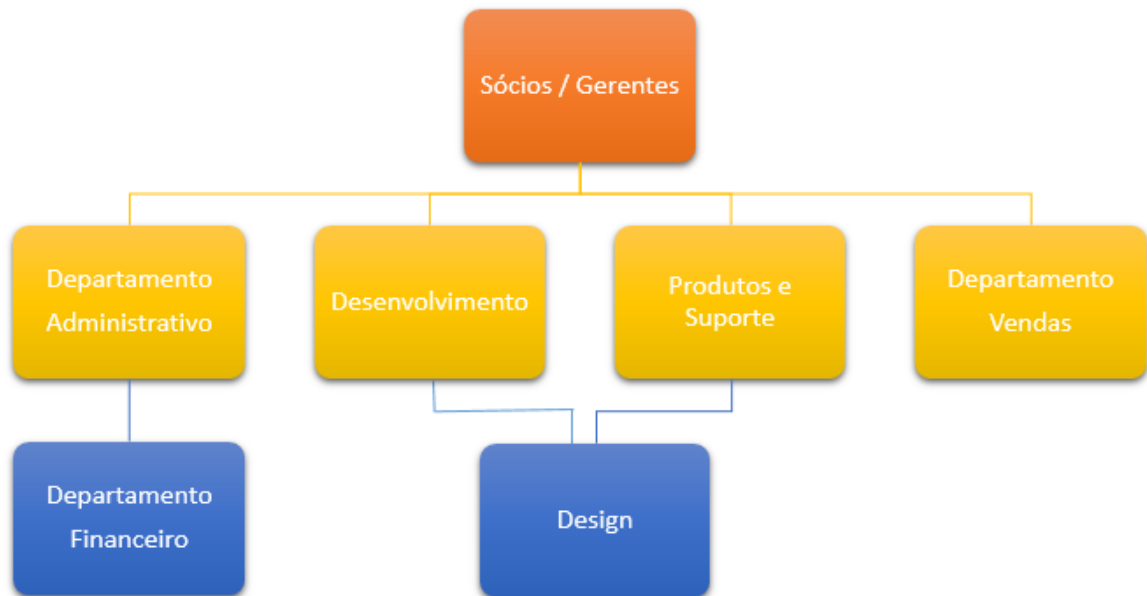 Sócios / Gerentes
Departamento
Administrativo
Desenvolvimento
Produtos e
Suporte
Departamento
Vendas
Departamento
Financeiro
Design